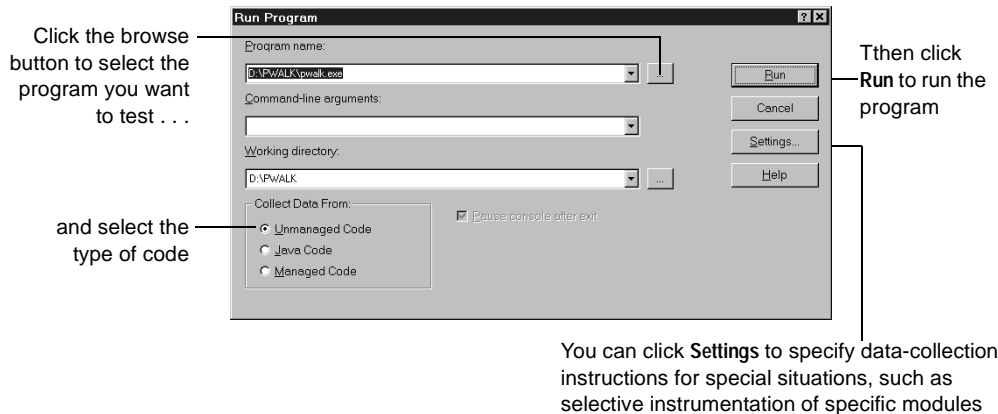 Run Program
Click the browse
button to select the
program you want
to test . . .
Program name:
D:\PWALK\pwalk.exe
...
Command-line arguments:
Working directory:
D:\PWALK
...
Run
Cancel
Settings...
Help
Tthen click
Run to run the
program
and select the
type of code
Collect Data From:
Unmanaged Code
Java Code
Managed Code
Pause console after exit
You can click Settings to specify data-collection
instructions for special situations, such as
selective instrumentation of specific modules